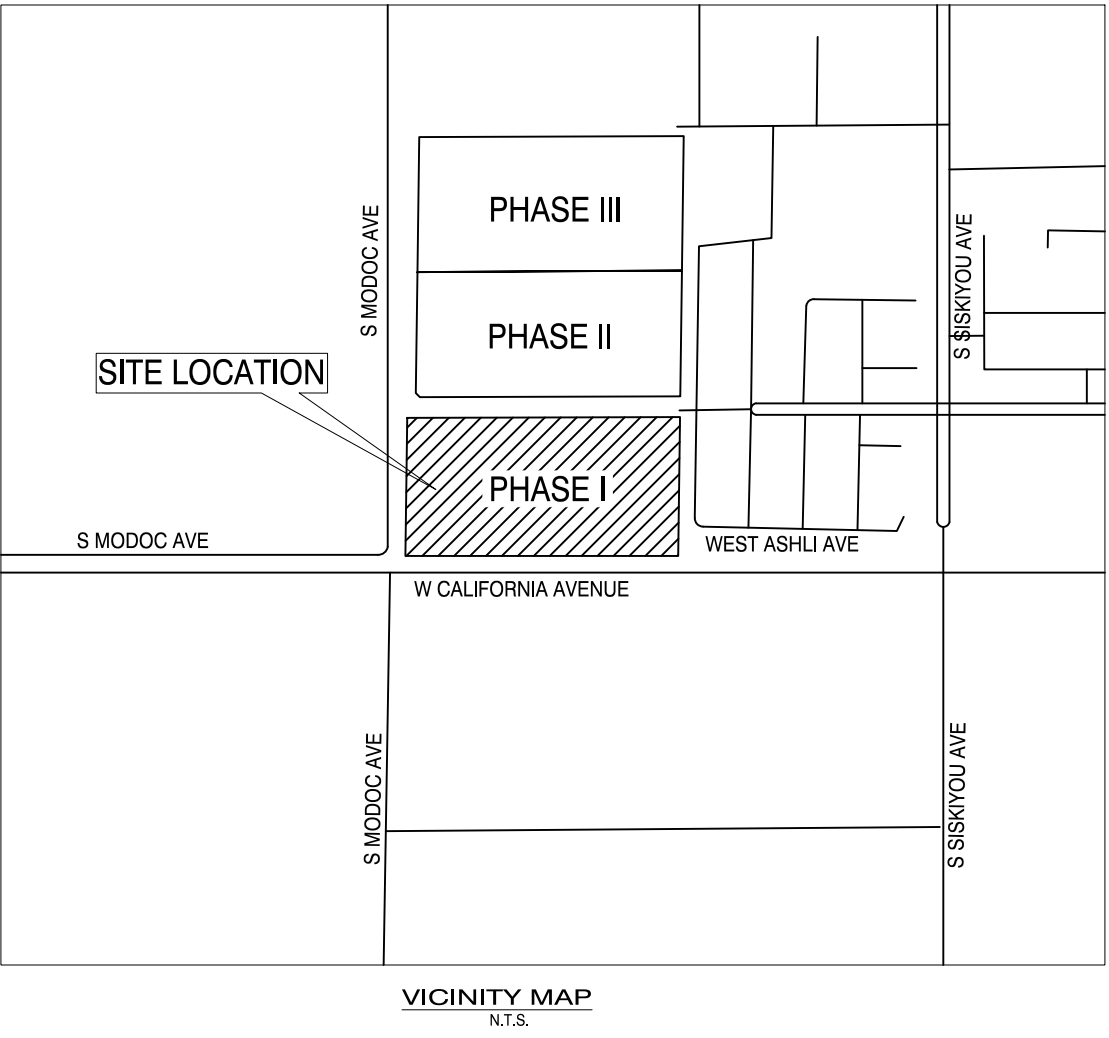 PHASE III
S MODOC AVE
S SISKIYOU AVE
PHASE II
SITE LOCATION
PHASE I
S MODOC AVE
WEST ASHLI AVE
W CALIFORNIA AVENUE
S MODOC AVE
S SISKIYOU AVE
VICINITY MAP
N.T.S.